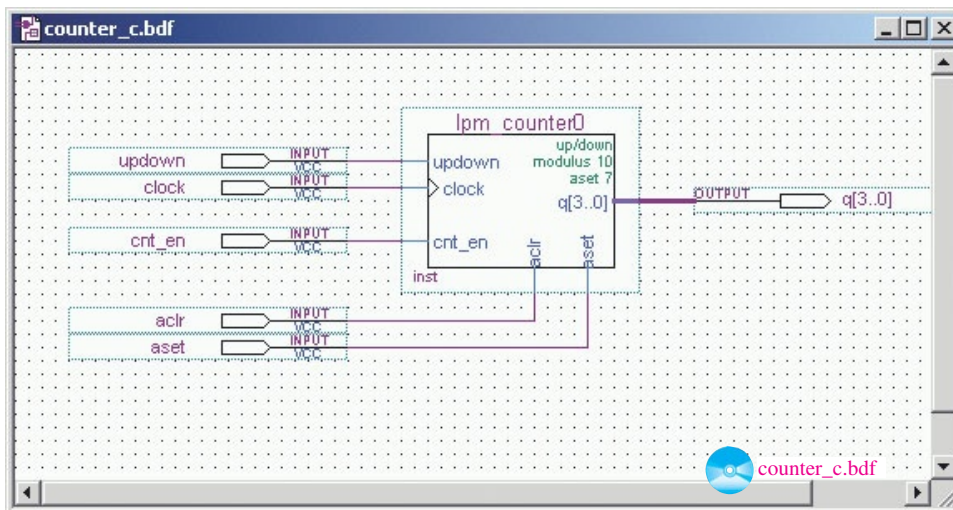 counter_c.bdf
lpm_counter0
up/down
modulus 10
aset 7
updown INPUT VCC
updown
clock INPUT VCC
clock
q[3..0]
OUTPUT q[3..0]
cnt_en INPUT VCC
cnt_en
aclr
aset
inst
aclr INPUT VCC
aset INPUT VCC
counter_c.bdf